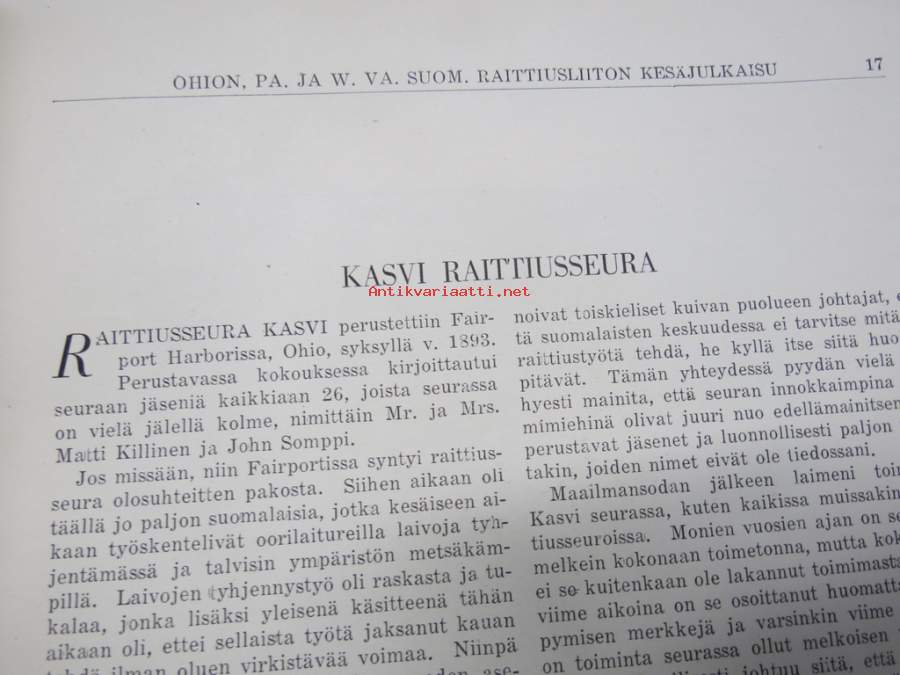 OHION, PA. JA W. VA. SUOM. RAITTIUSLIITON KESÄJULKAISU 17
KASVI RAITTIUSSEURA
Antikvariaatti.net
RAITTIUSSEURA KASVI perustettiin Fair-
port Harborissa, Ohio, syksyllä v. 1893.
Perustavassa kokouksessa kirjoittautui
seuraan jäseniä kaikkiaan 26, joista seurassa
on vielä jälellä kolme, nimittäin Mr. ja Mrs.
Matti Killinen ja John Somppi.
Jos missään, niin Fairportissa syntyi raittius-
seura olosuhteitten pakosta. Siihen aikaan oli
täällä jo paljon suomalaisia, jotka kesäiseen ai-
kaan työskentelivät oorilaitureilla laivoja tyh-
jentämässä ja talvisin ympäristön metsäkäm-
pillä. Laivojen tyhjennystyö oli raskasta ja tu-
kalaa, jonka lisäksi yleisenä käsitteenä tähän
aikaan oli, ettei sellaista työtä jaksanut kauan
tehdä ilman oluen virkistävää voimaa. Niinpä
noivat toiskieliset kuivan puolueen johtajat, e
tä suomalaisten keskuudessa ei tarvitse mitä
raittiustyötä tehdä, he kyllä itse siitä huo
pitävät. Tämän yhteydessä pyydän vielä
hyesti mainita, että seuran innokkaimpina
mimiehinä olivat juuri nuo edellämainitsen
perustavat jäsenet ja luonnollisesti paljon
takin, joiden nimet eivät ole tiedossani.
Maailmansodan jälkeen laimeni toi
Kasvi seurassa, kuten kaikissa muissakin
tiusseuroissa. Monien vuosien ajan on se
melkein kokonaan toimetonna, mutta kok
ei se kuitenkaan ole lakannut toimimasta
viime aikoina on se osoittanut huomatta
pymisen merkkejä ja varsinkin viime
on toiminta seurassa ollut melkoisen
johtuu siitä, että